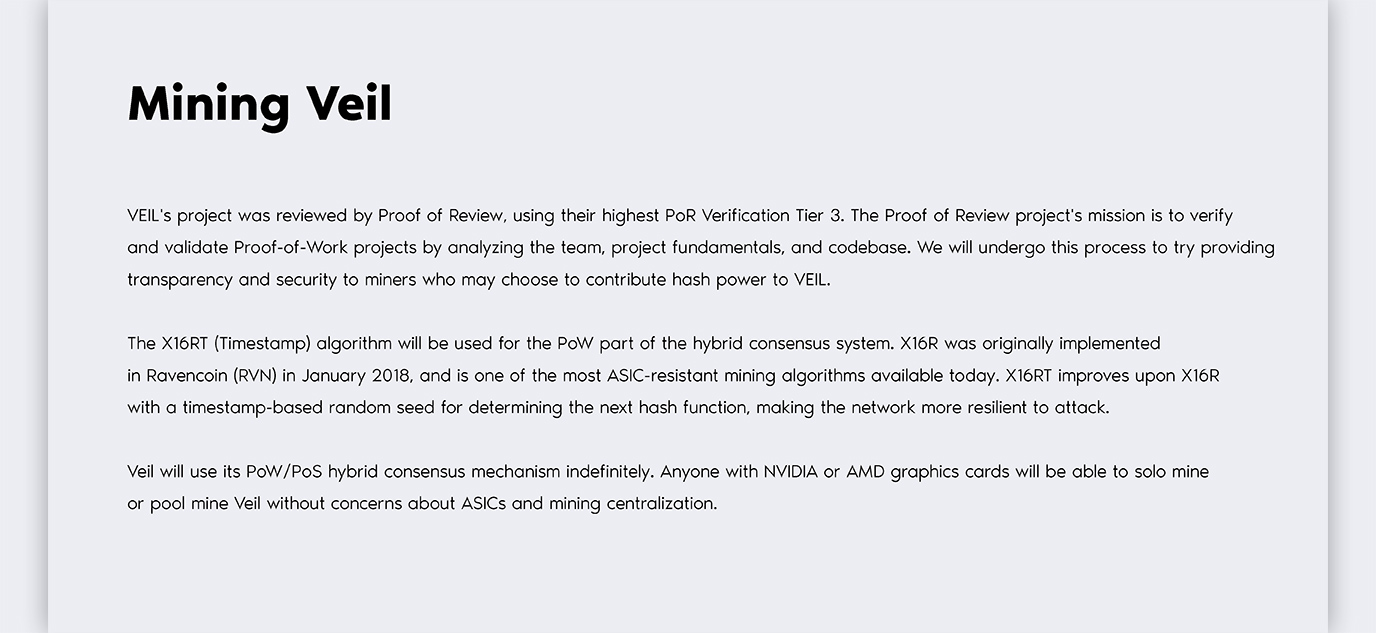 Mining Veil
VEIL's project was reviewed by Proof of Review, using their highest PoR Verification Tier 3. The Proof of Review project's mission is to verify
and validate Proof-of-Work projects by analyzing the team, project fundamentals, and codebase. We will undergo this process to try providing
transparency and security to miners who may choose to contribute hash power to VEIL.
The X16RT (Timestamp) algorithm will be used for the PoW part of the hybrid consensus system. X16R was originally implemented
in Ravencoin (RVN) in January 2018, and is one of the most ASIC-resistant mining algorithms available today. X16RT improves upon X16R
with a timestamp-based random seed for determining the next hash function, making the network more resilient to attack.
Veil will use its PoW/PoS hybrid consensus mechanism indefinitely. Anyone with NVIDIA or AMD graphics cards will be able to solo mine
or pool mine Veil without concerns about ASICs and mining centralization.